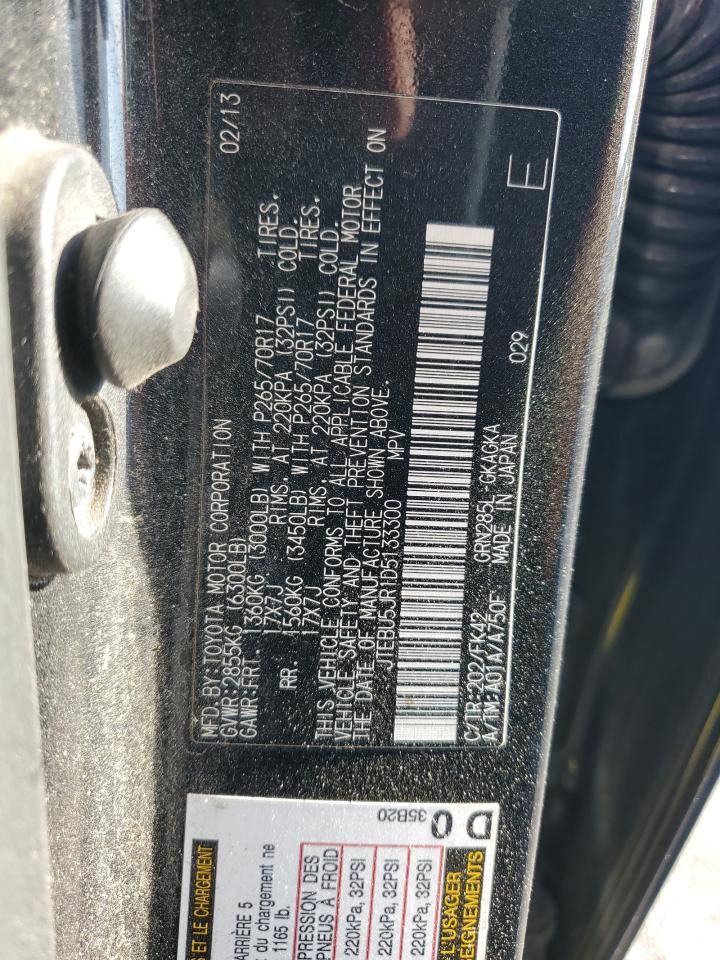 MFD. BY: TOYOTA MOTOR CORPORATION 02/13
GVWR: 2855KG (6300LB)
GAWR: FRT. 1360KG (3000LB) WITH P265/70R17 TIRES.
17X7J RIMS, AT 220KPA (32PSI) COLD.
RR. 1560KG (3450LB) WITH P265/70R17 TIRES.
17X7J RIMS, AT 220KPA (32PSI) COLD.
THIS VEHICLE CONFORMS TO ALL APPLICABLE FEDERAL MOTOR
VEHICLE SAFETY AND THEFT PREVENTION STANDARDS IN EFFECT ON
THE DATE OF MANUFACTURE SHOWN ABOVE.
JTEBU5JR1D5133300 MPV
C/TR: 202/FK42 GRN285L-GKAGKA 029
A/TM: A01A/A750F MADE IN JAPAN E
S ET LE CHARGEMENT
ARRIÈRE 5
du chargement ne
1165 lb.
PRESSION DES
PNEUS À FROID
220kPa, 32PSI
220kPa, 32PSI
220kPa, 32PSI
35B20
D O
L'USAGER
SEIGNEMENTS